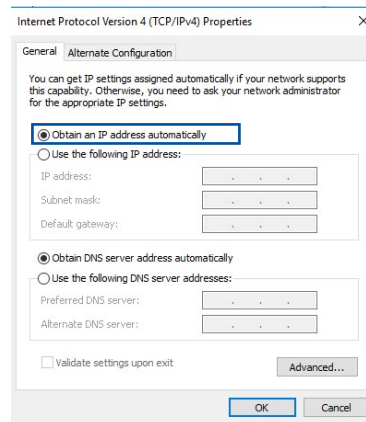 Internet Protocol Version 4 (TCP/IPv4) Properties
General Alternate Configuration
You can get IP settings assigned automatically if your network supports
this capability. Otherwise, you need to ask your network administrator
for the appropriate IP settings.
Obtain an IP address automatically
Use the following IP address:
IP address:
Subnet mask:
Default gateway:
Obtain DNS server address automatically
Use the following DNS server addresses:
Preferred DNS server:
Alternate DNS server:
Validate settings upon exit
Advanced...
OK Cancel